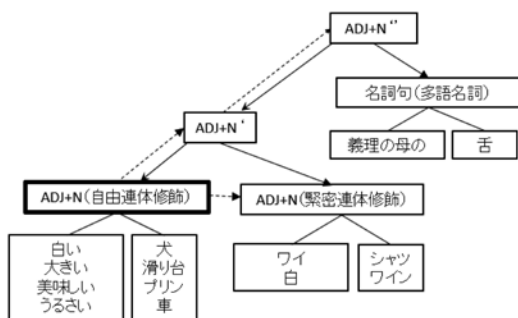 ADJ+N‘’
名詞句(多語名詞)
ADJ+N‘
義理の母の
舌
ADJ+N(自由連体修飾)
ADJ+N(緊密連体修飾)
白い
大きい
美味しい
うるさい
犬
滑り台
プリン
車
ワイ
白
シャツ
ワイン